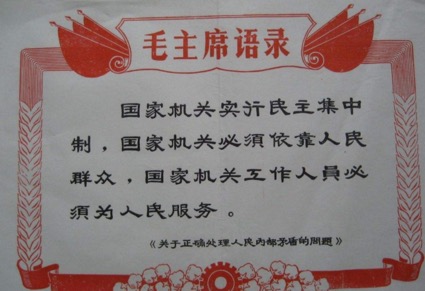 毛主席语录
国家机关实行民主集中
制，国家机关必须依靠人民
群众，国家机关工作人员必
须为人民服务。
《关于正确处理人民内部矛盾的问题》